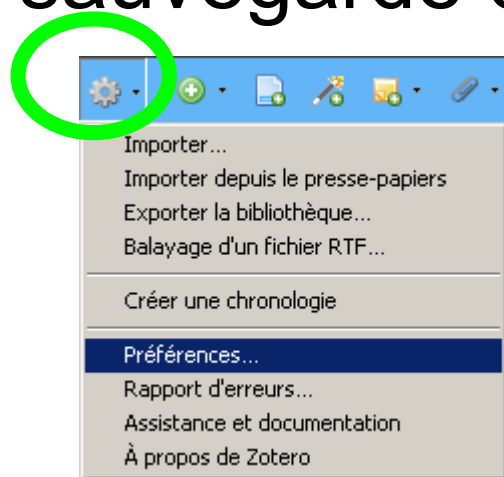 sauvegarde
Importer...
Importer depuis le presse-papiers
Exporter la bibliothèque...
Balayage d'un fichier RTF...
Créer une chronologie
Préférences...
Rapport d'erreurs...
Assistance et documentation
À propos de Zotero